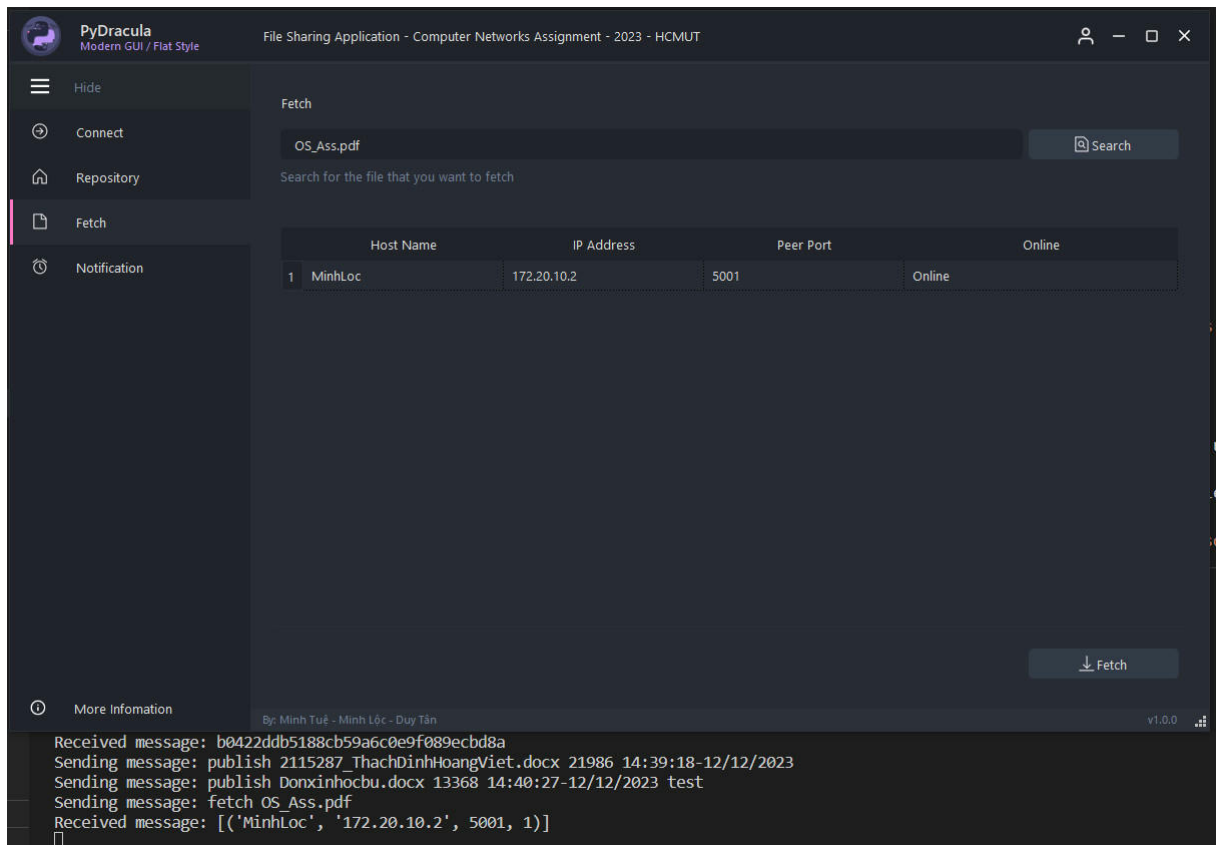 PyDracula
Modern GUI / Flat Style
File Sharing Application - Computer Networks Assignment - 2023 - HCMUT
Hide
Connect
Repository
Fetch
Notification
More Infomation
Fetch
OS_Ass.pdf
Search
Search for the file that you want to fetch
Host Name IP Address Peer Port Online
1 MinhLoc 172.20.10.2 5001 Online
Fetch
By: Minh Tuệ - Minh Lộc - Duy Tân
v1.0.0
Received message: b0422ddb5188cb59a6c0e9f089ecbd8a
Sending message: publish 2115287_ThachDinhHoangViet.docx 21986 14:39:18-12/12/2023
Sending message: publish Donxinhocbu.docx 13368 14:40:27-12/12/2023 test
Sending message: fetch OS_Ass.pdf
Received message: [('MinhLoc', '172.20.10.2', 5001, 1)]